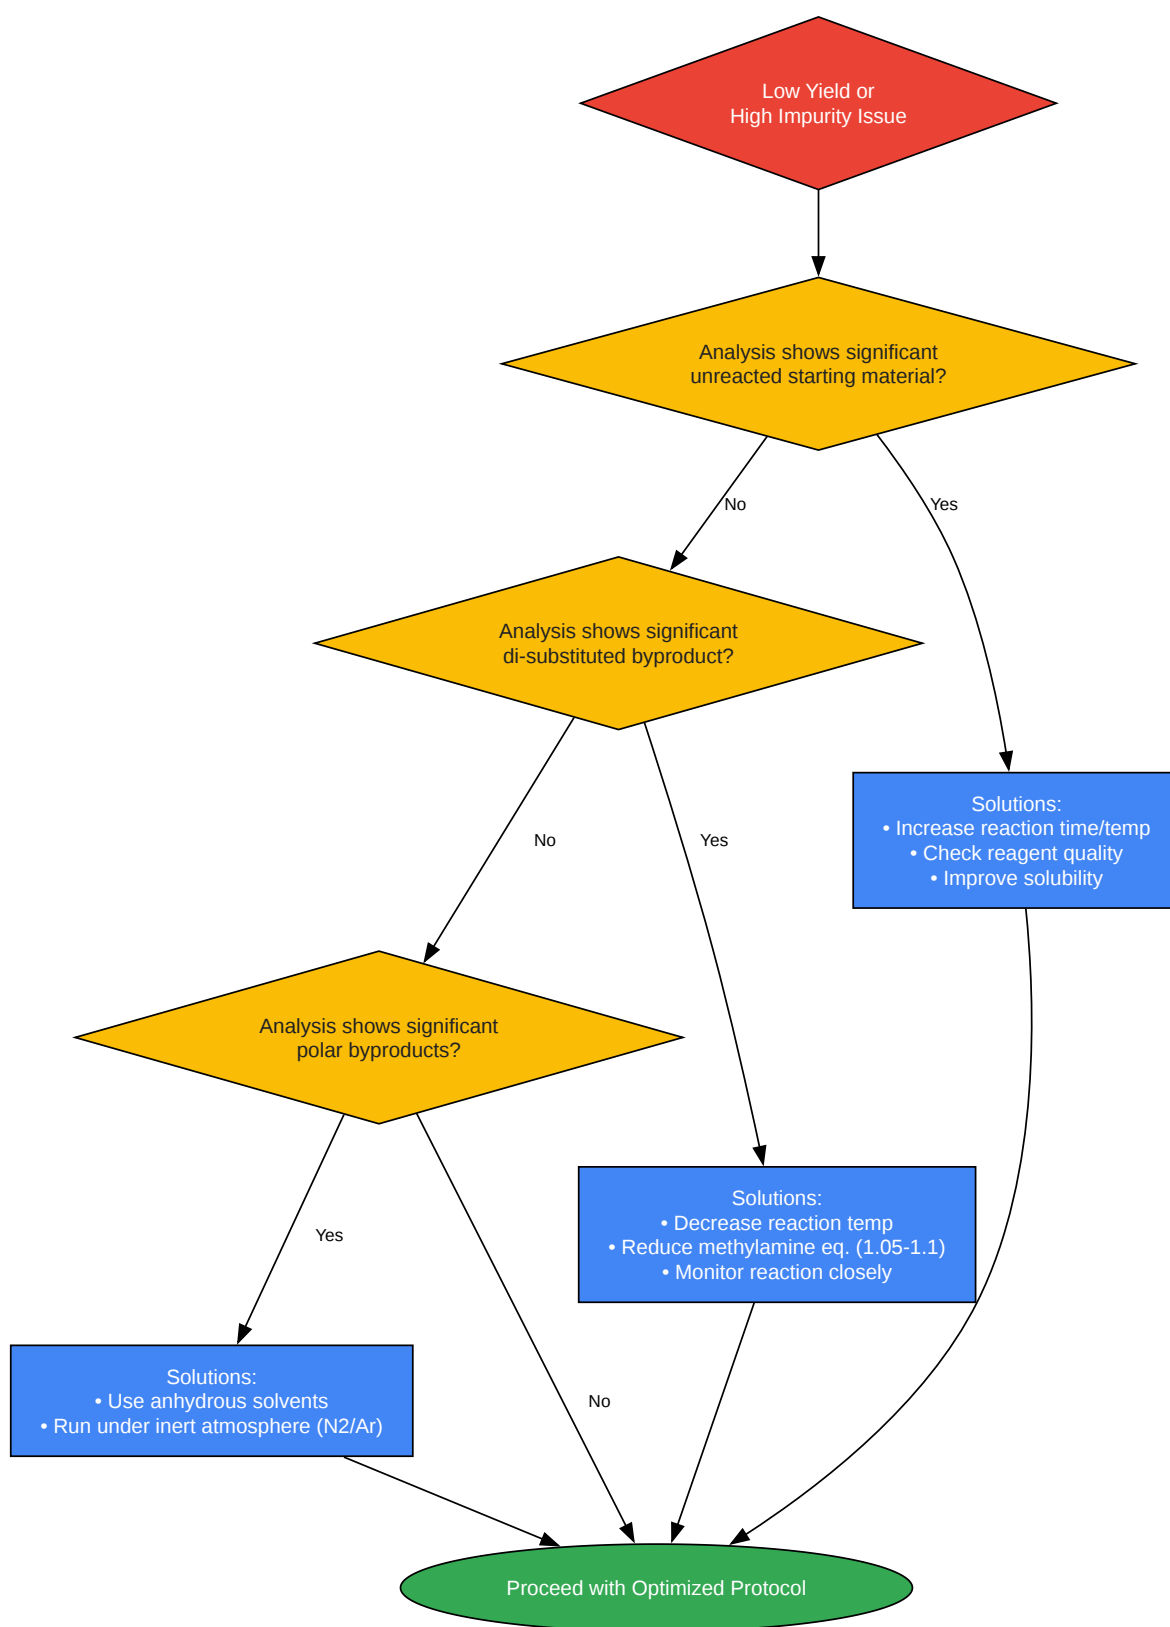 Low Yield or
High Impurity Issue
Analysis shows significant
unreacted starting material?
No
Yes
Analysis shows significant
di-substituted byproduct?
Solutions:
• Increase reaction time/temp
• Check reagent quality
• Improve solubility
No
Yes
Analysis shows significant
polar byproducts?
Solutions:
• Decrease reaction temp
• Reduce methylamine eq. (1.05-1.1)
• Monitor reaction closely
Yes
No
Solutions:
• Use anhydrous solvents
• Run under inert atmosphere (N2/Ar)
Proceed with Optimized Protocol